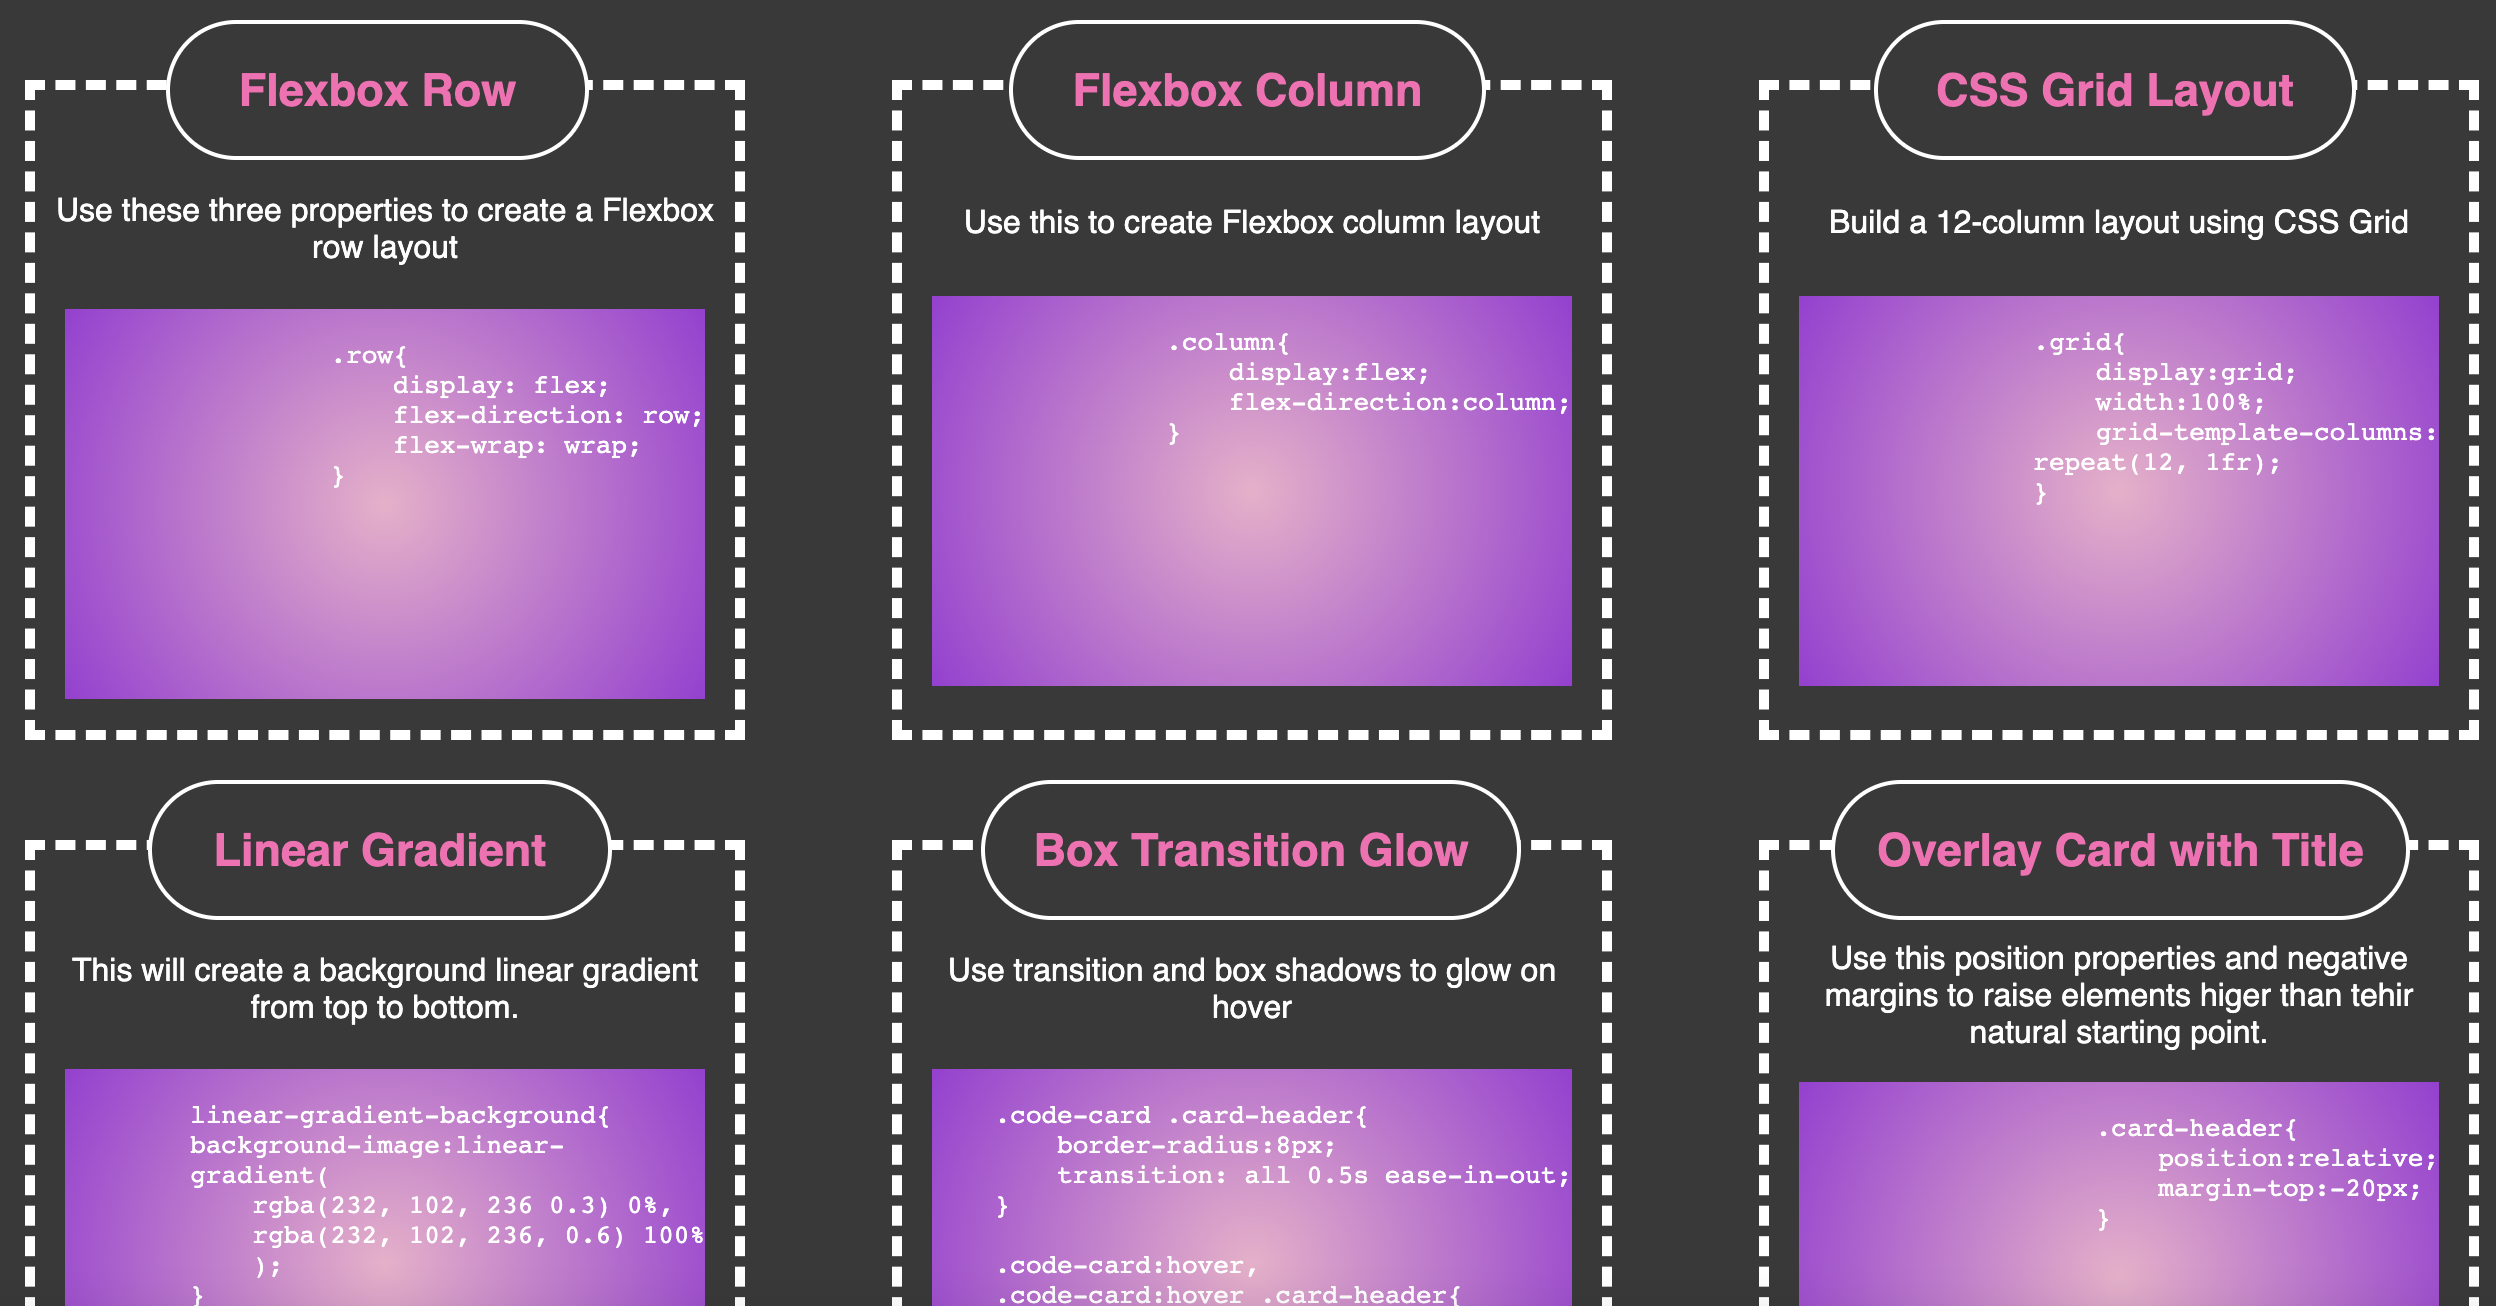 Flexbox Row
Use these three properties to create a Flexbox
row layout
.row{
display: flex;
flex-direction: row;
flex-wrap: wrap;
}
Flexbox Column
Use this to create Flexbox column layout
.column{
display:flex;
flex-direction:column;
}
CSS Grid Layout
Build a 12-column layout using CSS Grid
.grid{
display:grid;
width:100%;
grid-template-columns:
repeat(12, 1fr);
}
Linear Gradient
This will create a background linear gradient
from top to bottom.
linear-gradient-background{
background-image:linear-
gradient(
rgba(232, 102, 236 0.3) 0%,
rgba(232, 102, 236, 0.6) 100%
);
}
Box Transition Glow
Use transition and box shadows to glow on
hover
.code-card .card-header{
border-radius:8px;
transition: all 0.5s ease-in-out;
}
.code-card:hover,
.code-card:hover .card-header{
Overlay Card with Title
Use this position properties and negative
margins to raise elements higer than tehir
natural starting point.
.card-header{
position:relative;
margin-top:-20px;
}